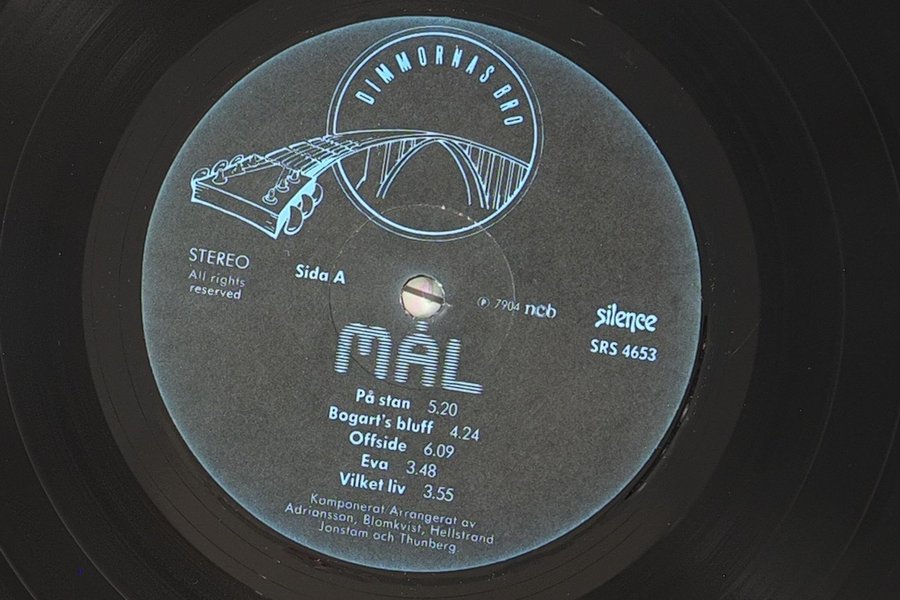 DIMMORNAS BRO
STEREO
All rights
reserved
Sida A
Ⓟ 7904 ncb
silence
SRS 4653
MÅL
På stan 5.20
Bogart's bluff 4.24
Offside 6.09
Eva 3.48
Vilket liv 3.55
Komponerat Arrangerat av
Adriansson, Blomkvist, Hellstrand
Jonstam och Thunberg.